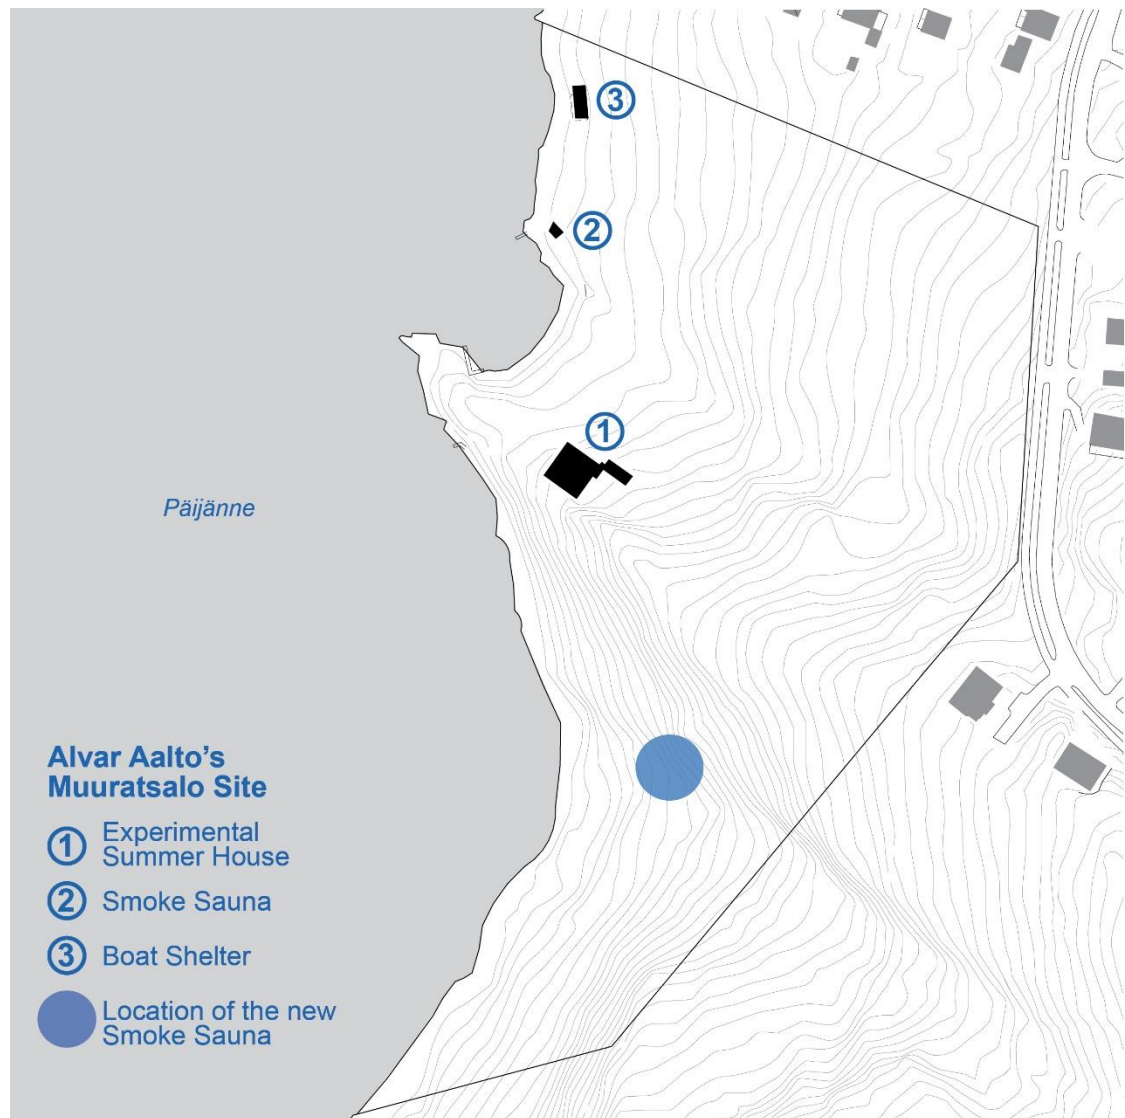 3
2
1
Päijänne
Alvar Aalto’s
Muuratsalo Site
1 Experimental
Summer House
2 Smoke Sauna
3 Boat Shelter
Location of the new
Smoke Sauna